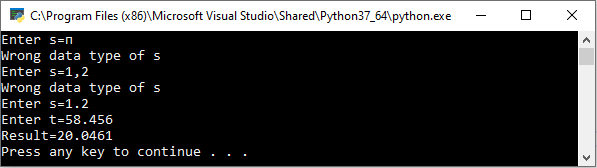 C:\Program Files (x86)\Microsoft Visual Studio\Shared\Python37_64\python.exe
Enter s=п
Wrong data type of s
Enter s=1,2
Wrong data type of s
Enter s=1.2
Enter t=58.456
Result=20.0461
Press any key to continue . . .